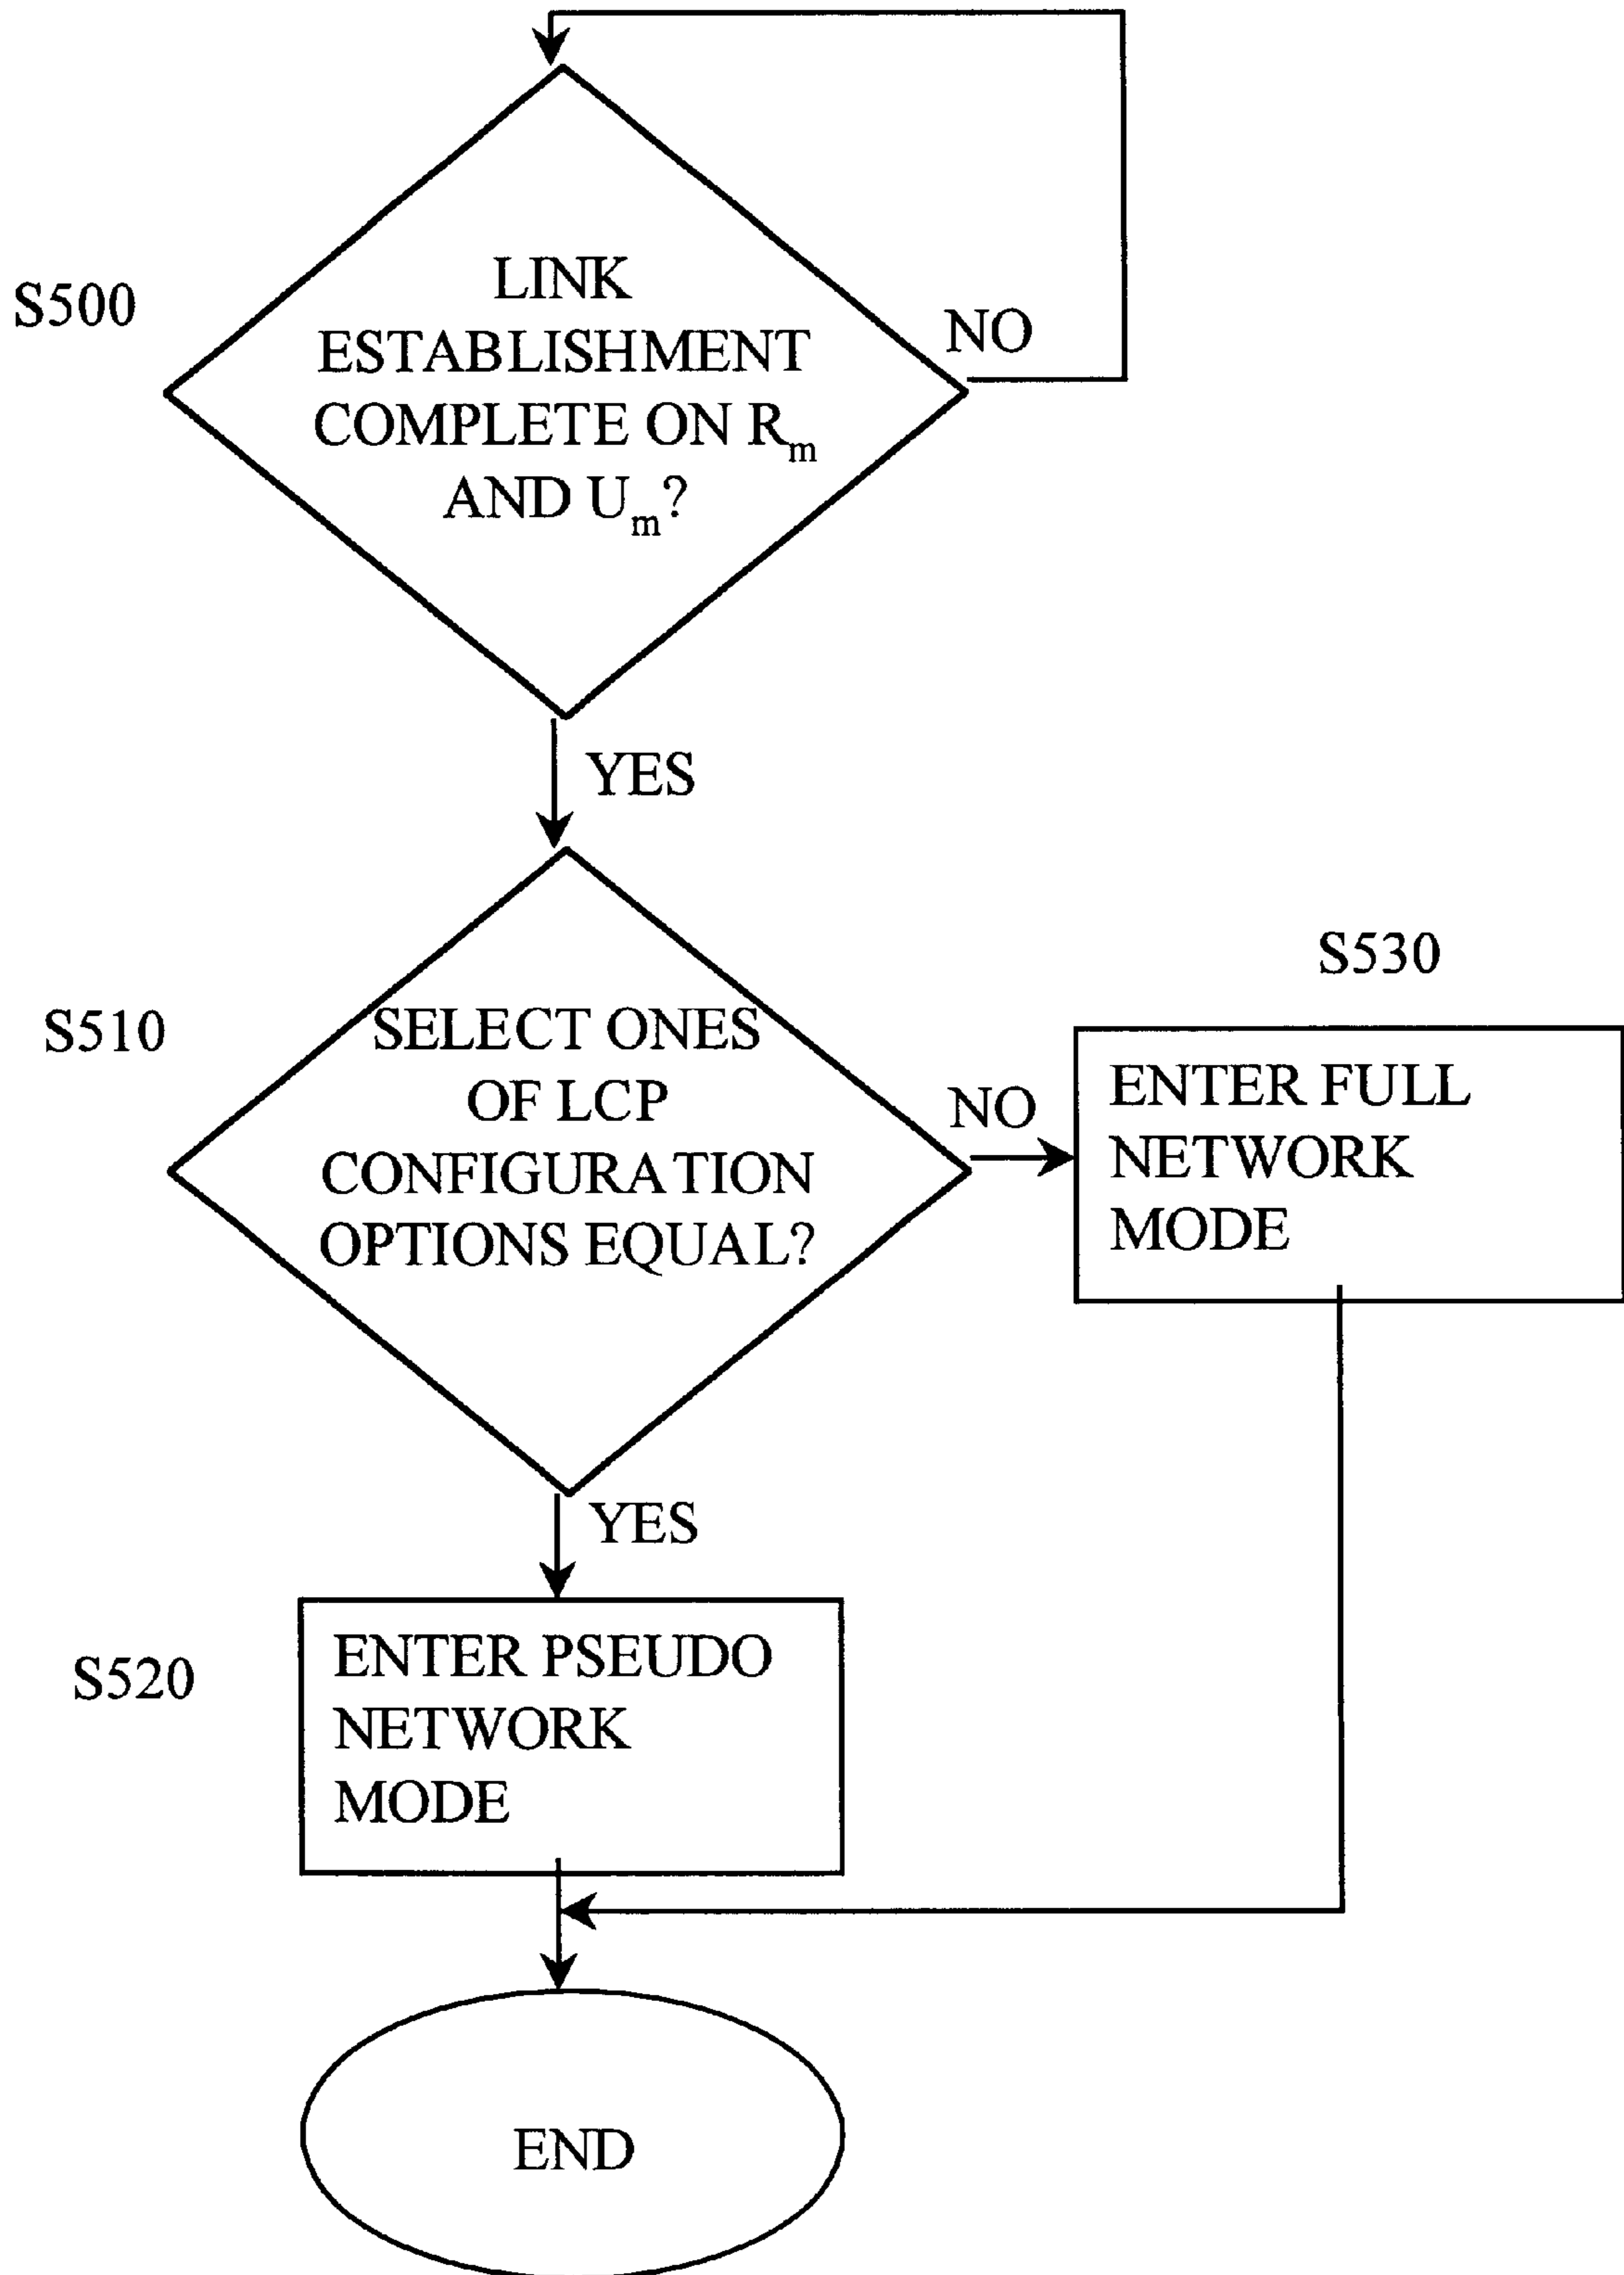 S500
LINK
ESTABLISHMENT
COMPLETE ON Rm
AND Um?
NO
YES
S510
SELECT ONES
OF LCP
CONFIGURATION
OPTIONS EQUAL?
NO
S530
ENTER FULL
NETWORK
MODE
YES
S520
ENTER PSEUDO
NETWORK
MODE
END